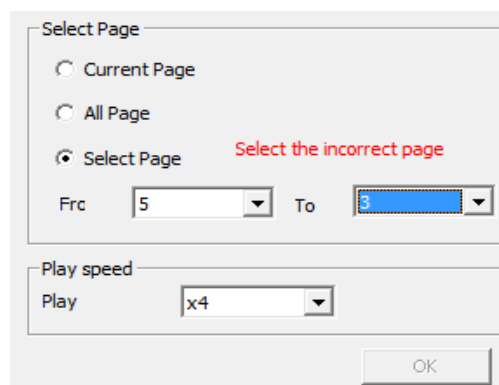 Select Page
Current Page
All Page
Select Page Select the incorrect page
Frc 5 To 3
Play speed
Play x4
OK